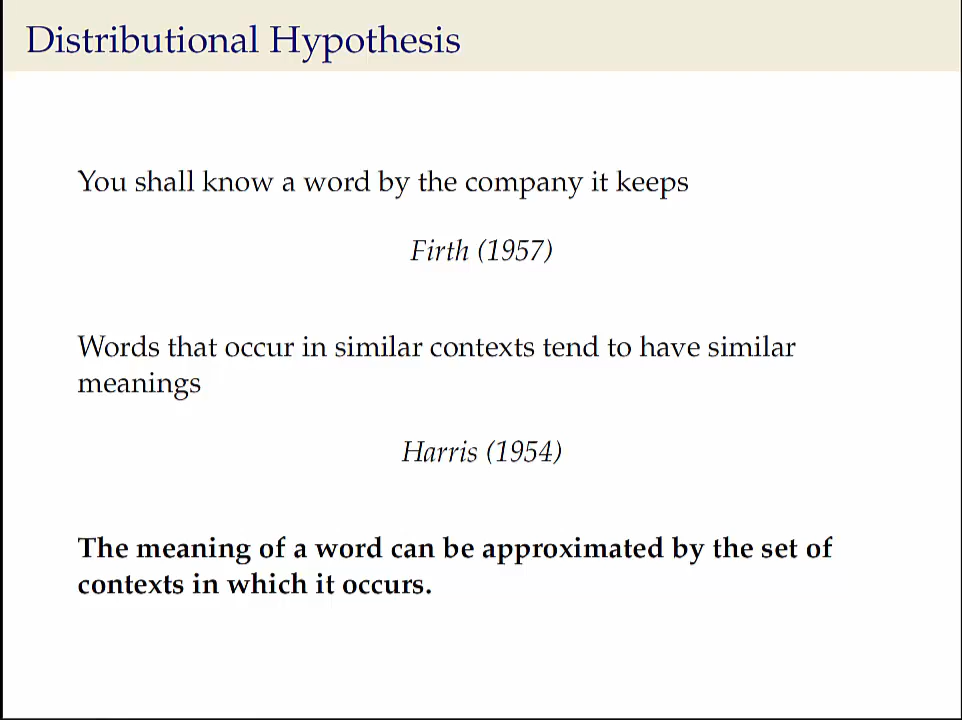 Distributional Hypothesis
You shall know a word by the company it keeps
Firth (1957)
Words that occur in similar contexts tend to have similar
meanings
Harris (1954)
The meaning of a word can be approximated by the set of
contexts in which it occurs.